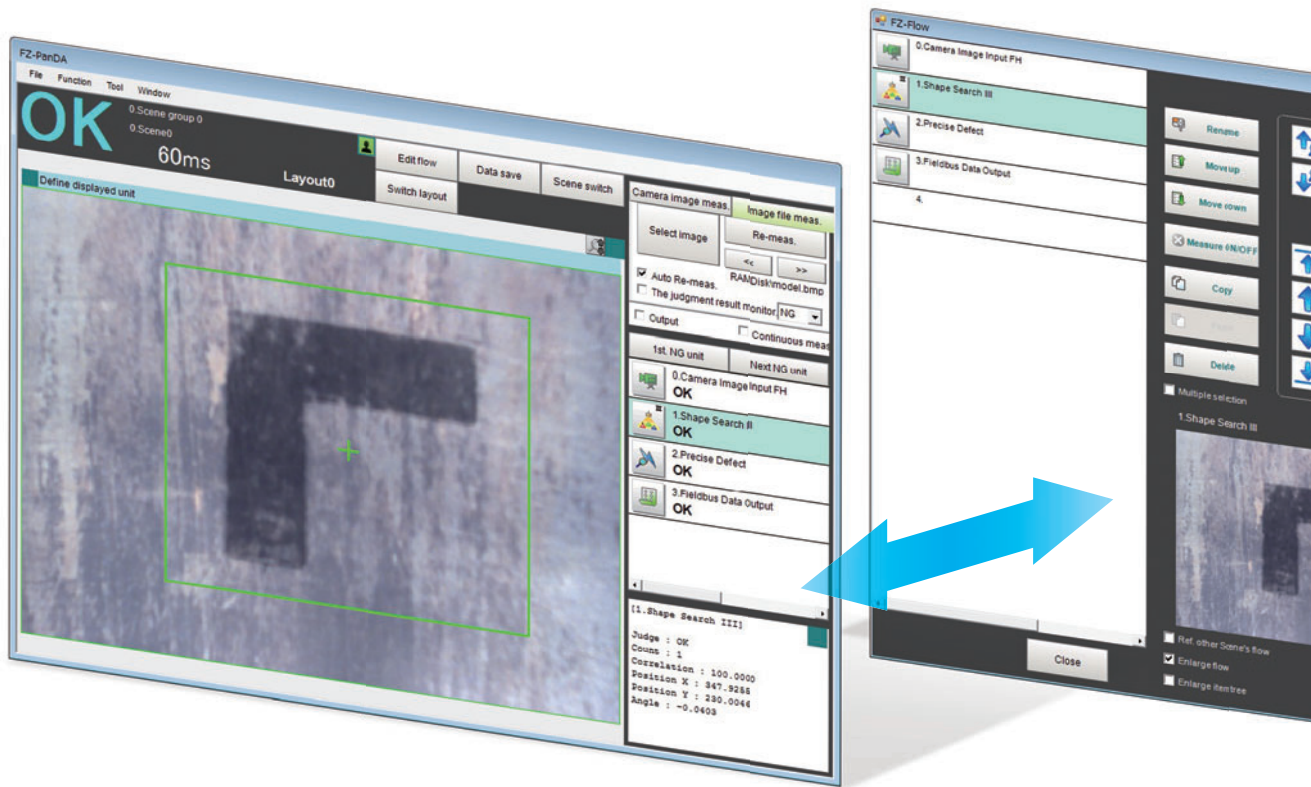 FZ-PanDA
File Function Tool Window
OK
0.Scene group 0
0.Scene0
60ms
Layout0
Edit flow
Data save
Scene switch
Switch layout
Define displayed unit
Camera image meas.
Image file meas.
Select image
Re-meas.
<<
>>
Auto Re-meas.
RAMDisk\model.bmp
The judgment result monitor.
NG
Output
Continuous meas
1st. NG unit
Next NG unit
0.Camera Image Input FH
OK
1.Shape Search III
OK
2.Precise Defect
OK
3.Fieldbus Data Output
OK
[1.Shape Search III]
Judge : OK
Count : 1
Correlation : 100.0000
Position X : 347.9255
Position Y : 230.0046
Angle : -0.0403
FZ-Flow
0.Camera Image Input FH
1.Shape Search III
2.Precise Defect
3.Fieldbus Data Output
4.
Rename
Move up
Move down
Measure ON/OFF
Copy
Delete
Multiple selection
1.Shape Search III
Ref. other Scene's flow
Enlarge flow
Enlarge itemtree
Close